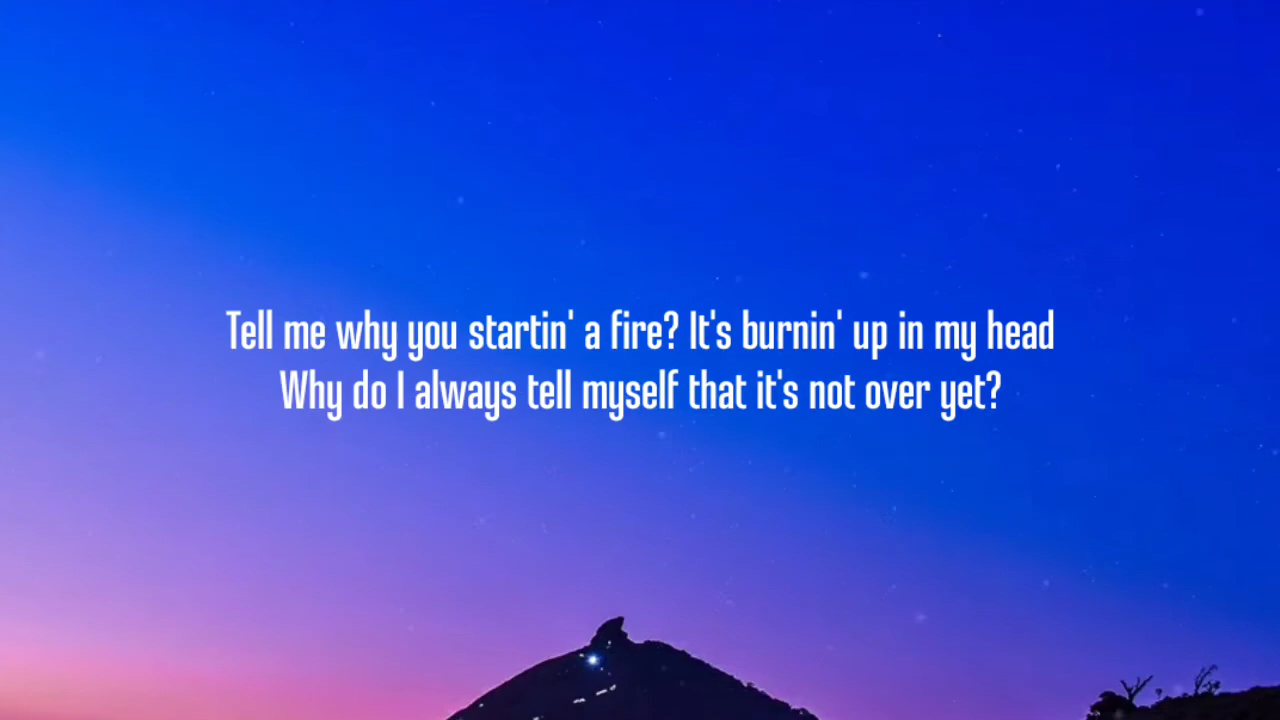 Tell me why you startin' a fire? It's burnin' up in my head
Why do I always tell myself that it's not over yet?